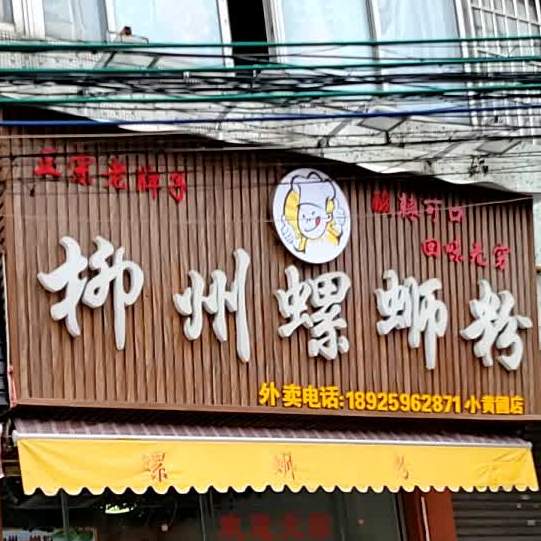 正宗老牌子
酸辣可口
回味无穷
柳州螺蛳粉
外卖电话:18925962871 小黄圃店
螺蛳粉